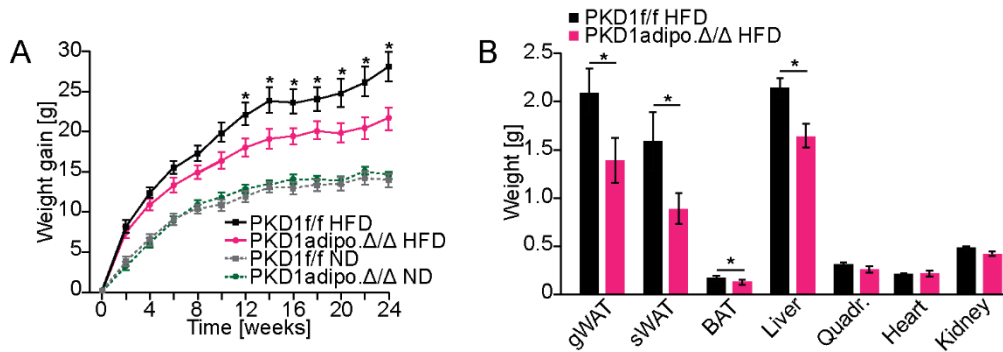 A
Weight gain [g]
30
25
20
15
10
5
0
* * * * * * *
PKD1f/f HFD
PKD1adipo.Δ/Δ HFD
PKD1f/f ND
PKD1adipo.Δ/Δ ND
0 4 8 12 16 20 24
Time [weeks]
B
PKD1f/f HFD
PKD1adipo.Δ/Δ HFD
Weight [g]
2.5
2.0
1.5
1.0
0.5
0.0
* * * *
gWAT
sWAT
BAT
Liver
Quadr.
Heart
Kidney